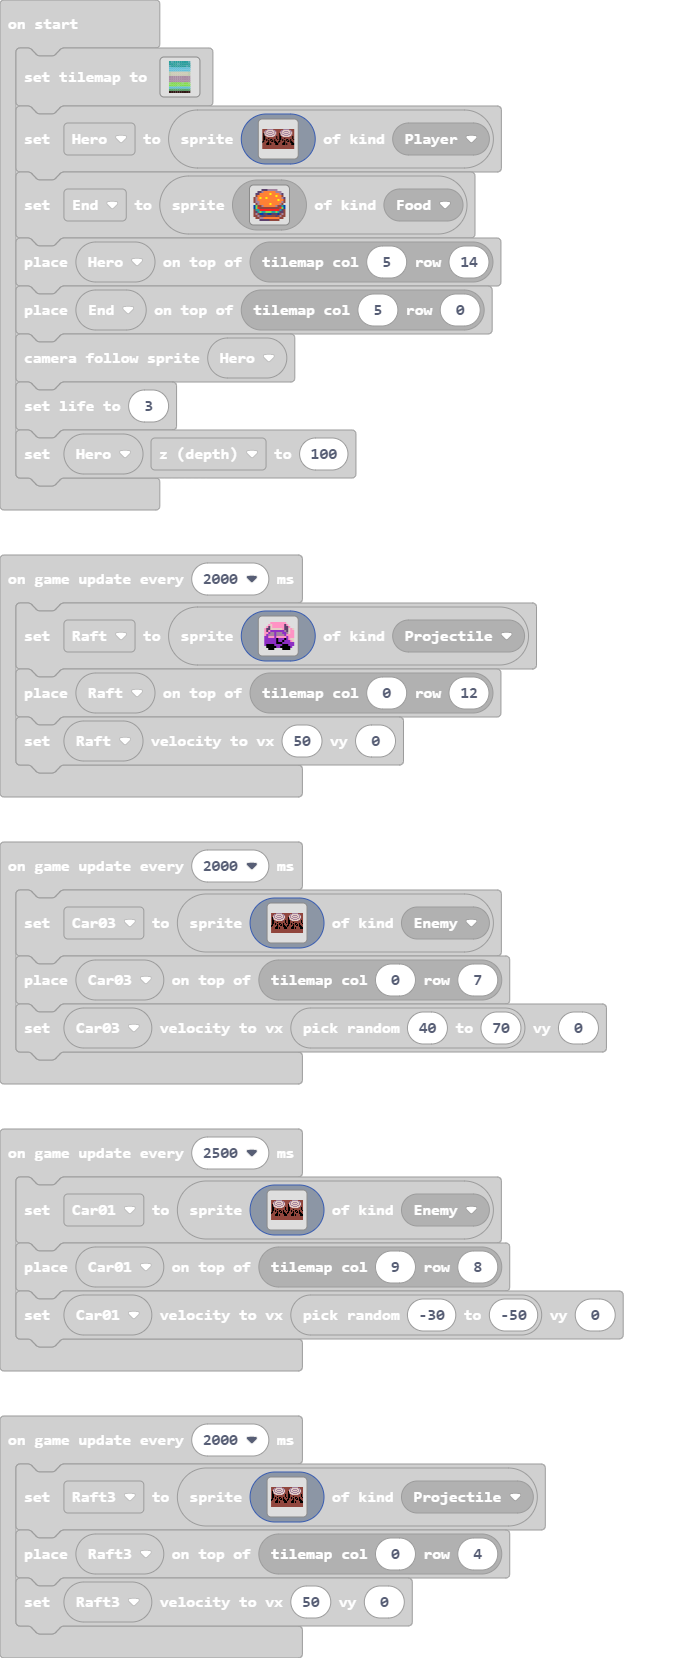 on start
set tilemap to
set Hero to sprite of kind Player
set End to sprite of kind Food
place Hero on top of tilemap col 5 row 14
place End on top of tilemap col 5 row 0
camera follow sprite Hero
set life to 3
set Hero z (depth) to 100
on game update every 2000 ms
set Raft to sprite of kind Projectile
place Raft on top of tilemap col 0 row 12
set Raft velocity to vx 50 vy 0
on game update every 2000 ms
set Car03 to sprite of kind Enemy
place Car03 on top of tilemap col 0 row 7
set Car03 velocity to vx pick random 40 to 70 vy 0
on game update every 2500 ms
set Car01 to sprite of kind Enemy
place Car01 on top of tilemap col 9 row 8
set Car01 velocity to vx pick random -30 to -50 vy 0
on game update every 2000 ms
set Raft3 to sprite of kind Projectile
place Raft3 on top of tilemap col 0 row 4
set Raft3 velocity to vx 50 vy 0